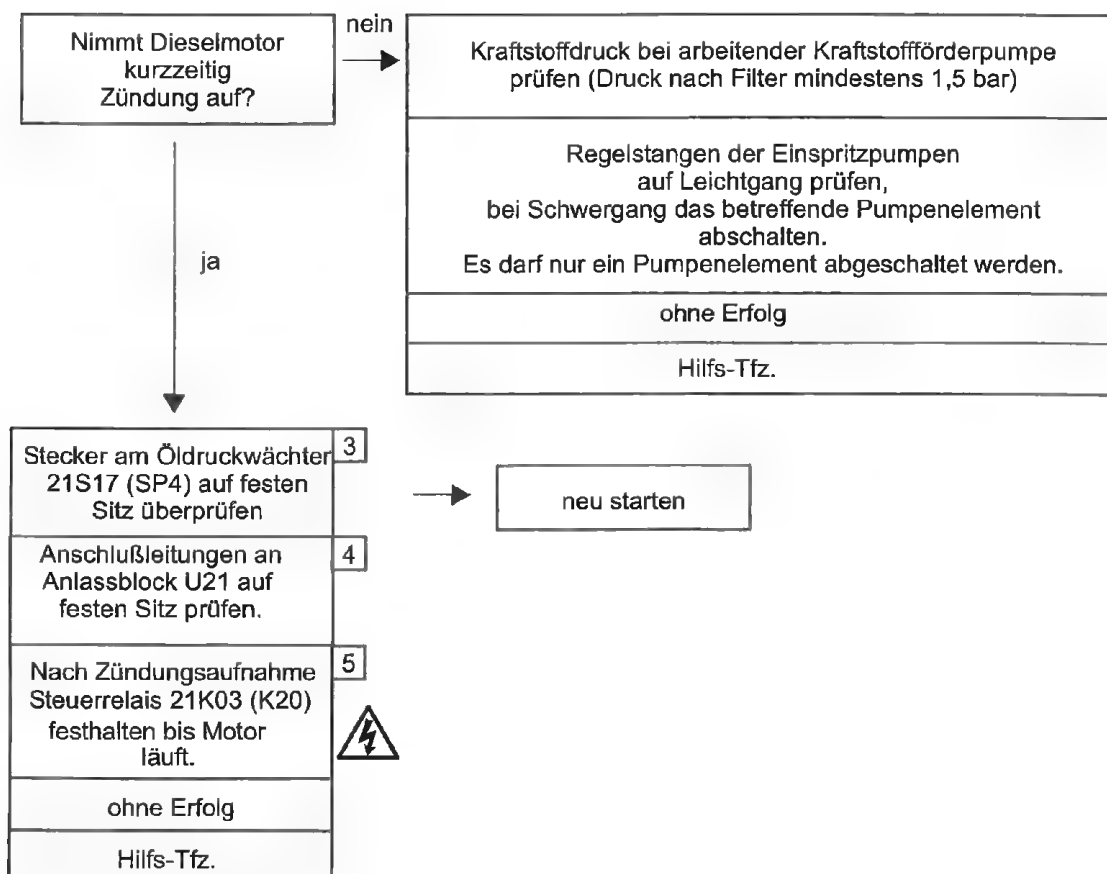 Nimmt Dieselmotor
kurzzeitig
Zündung auf?
nein
Kraftstoffdruck bei arbeitender Kraftstoffförderpumpe
prüfen (Druck nach Filter mindestens 1,5 bar)
Regelstangen der Einspritzpumpen
auf Leichtgang prüfen,
bei Schwergang das betreffende Pumpenelement
abschalten.
Es darf nur ein Pumpenelement abgeschaltet werden.
ohne Erfolg
Hilfs-Tfz.
ja
Stecker am Öldruckwächter
21S17 (SP4) auf festen
Sitz überprüfen
3
neu starten
Anschlußleitungen an
Anlassblock U21 auf
festen Sitz prüfen.
4
Nach Zündungsaufnahme
Steuerrelais 21K03 (K20)
festhalten bis Motor
läuft.
5
ohne Erfolg
Hilfs-Tfz.